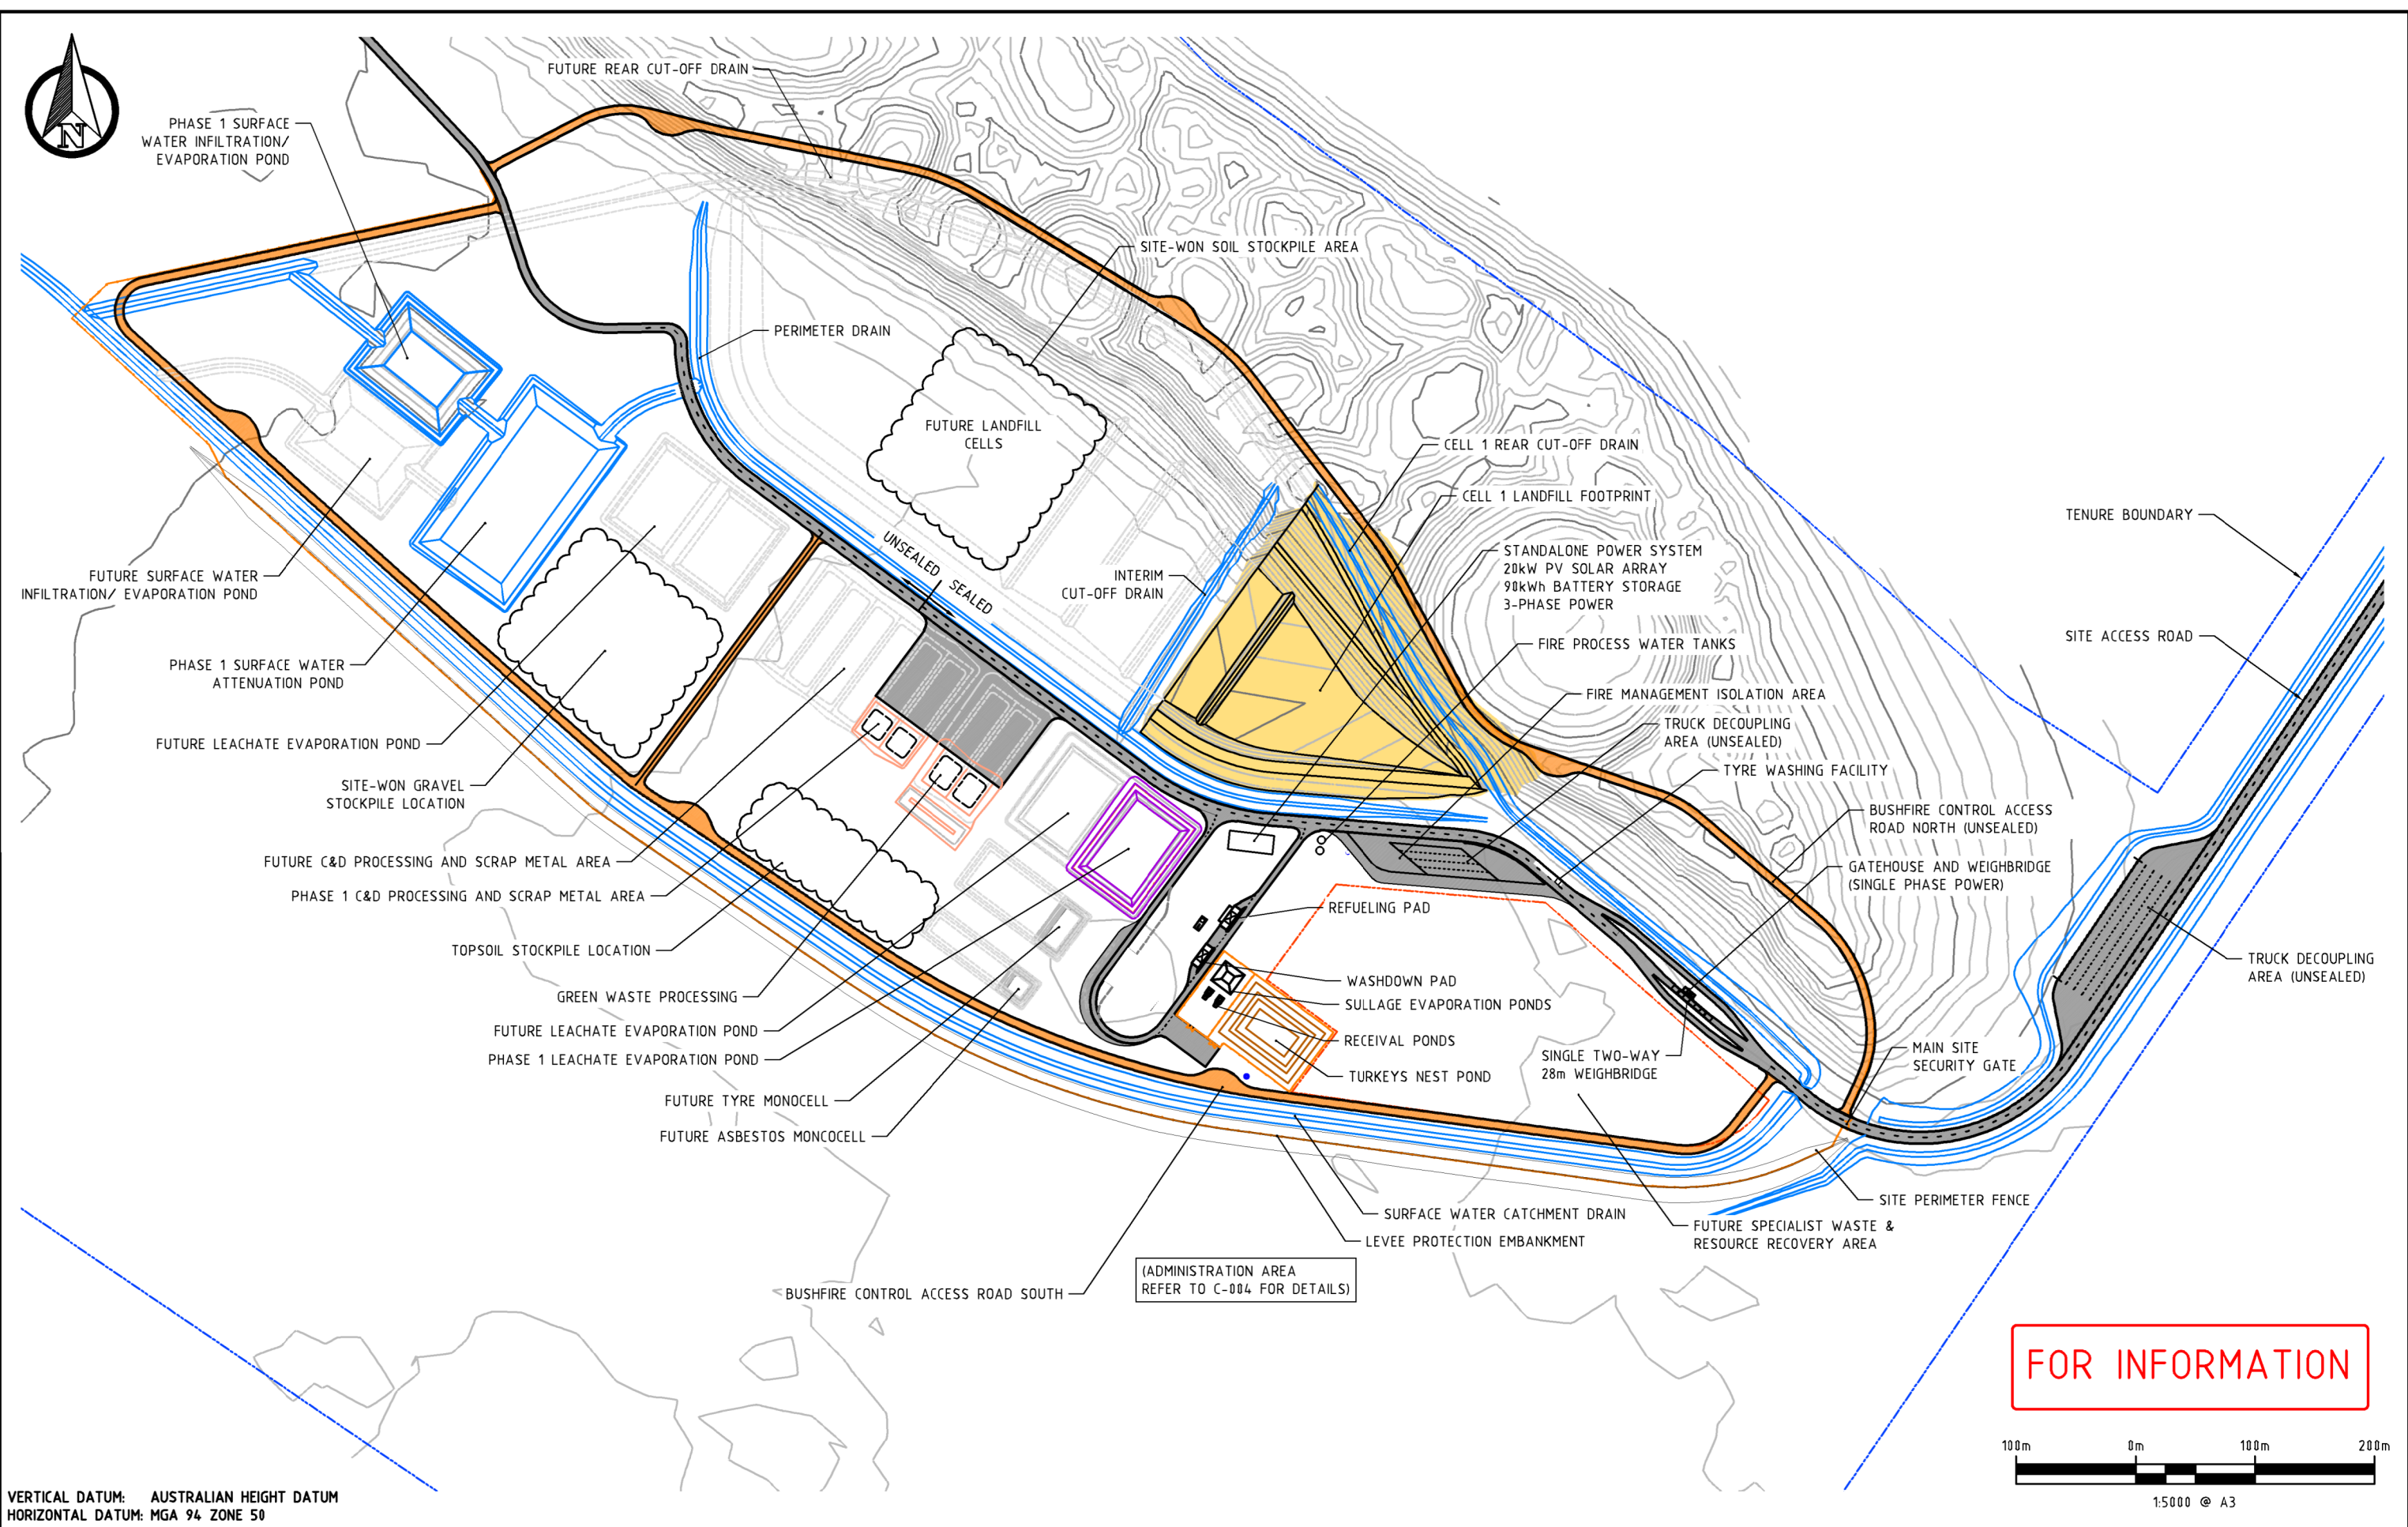 N
FUTURE REAR CUT-OFF DRAIN
PHASE 1 SURFACE
WATER INFILTRATION/
EVAPORATION POND
SITE-WON SOIL STOCKPILE AREA
PERIMETER DRAIN
FUTURE LANDFILL
CELLS
CELL 1 REAR CUT-OFF DRAIN
CELL 1 LANDFILL FOOTPRINT
TENURE BOUNDARY
UNSEALED
SEALED
INTERIM
CUT-OFF DRAIN
STANDALONE POWER SYSTEM
20kW PV SOLAR ARRAY
90kWh BATTERY STORAGE
3-PHASE POWER
FUTURE SURFACE WATER
INFILTRATION/ EVAPORATION POND
FIRE PROCESS WATER TANKS
SITE ACCESS ROAD
PHASE 1 SURFACE WATER
ATTENUATION POND
FIRE MANAGEMENT ISOLATION AREA
TRUCK DECOUPLING
AREA (UNSEALED)
FUTURE LEACHATE EVAPORATION POND
TYRE WASHING FACILITY
SITE-WON GRAVEL
STOCKPILE LOCATION
BUSHFIRE CONTROL ACCESS
ROAD NORTH (UNSEALED)
FUTURE C&D PROCESSING AND SCRAP METAL AREA
GATEHOUSE AND WEIGHBRIDGE
(SINGLE PHASE POWER)
PHASE 1 C&D PROCESSING AND SCRAP METAL AREA
REFUELING PAD
TOPSOIL STOCKPILE LOCATION
TRUCK DECOUPLING
AREA (UNSEALED)
WASHDOWN PAD
GREEN WASTE PROCESSING
SULLAGE EVAPORATION PONDS
FUTURE LEACHATE EVAPORATION POND
RECEIVAL PONDS
PHASE 1 LEACHATE EVAPORATION POND
SINGLE TWO-WAY
28m WEIGHBRIDGE
MAIN SITE
SECURITY GATE
TURKEYS NEST POND
FUTURE TYRE MONOCELL
FUTURE ASBESTOS MONCOCELL
SITE PERIMETER FENCE
SURFACE WATER CATCHMENT DRAIN
FUTURE SPECIALIST WASTE &
RESOURCE RECOVERY AREA
LEVEE PROTECTION EMBANKMENT
(ADMINISTRATION AREA
REFER TO C-004 FOR DETAILS)
BUSHFIRE CONTROL ACCESS ROAD SOUTH
FOR INFORMATION
100m 0m 100m 200m
1:5000 @ A3
VERTICAL DATUM: AUSTRALIAN HEIGHT DATUM
HORIZONTAL DATUM: MGA 94 ZONE 50